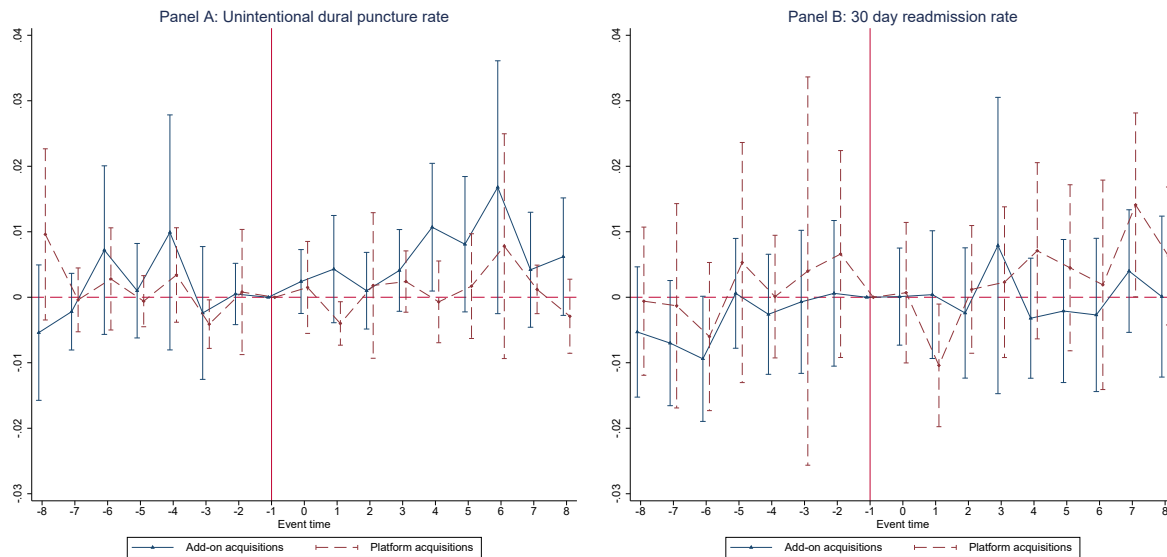 Panel A: Unintentional dural puncture rate
.04
.03
.02
.01
0
-.01
-.02
-.03
-8 -7 -6 -5 -4 -3 -2 -1 0 1 2 3 4 5 6 7 8
Event time
Add-on acquisitions Platform acquisitions
Panel B: 30 day readmission rate
.04
.03
.02
.01
0
-.01
-.02
-.03
-8 -7 -6 -5 -4 -3 -2 -1 0 1 2 3 4 5 6 7 8
Event time
Add-on acquisitions Platform acquisitions